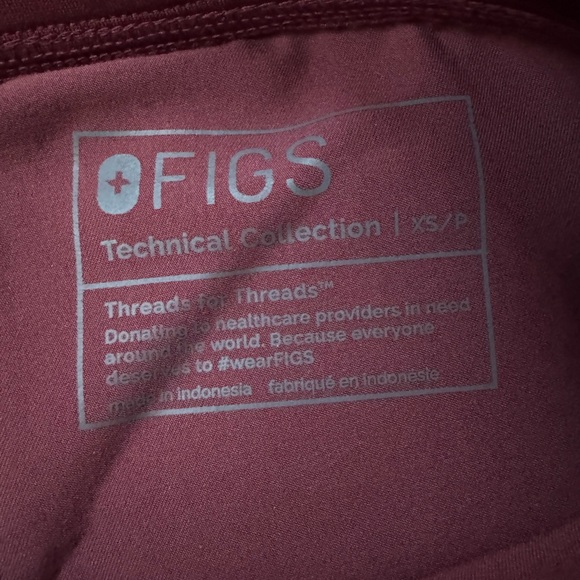 FIGS
Technical Collection | XS/P
Threads for Threads™
Donating to healthcare providers in need
around the world. Because everyone
deserves to #wearFIGS
made in indonesia fabriqué en indonésie